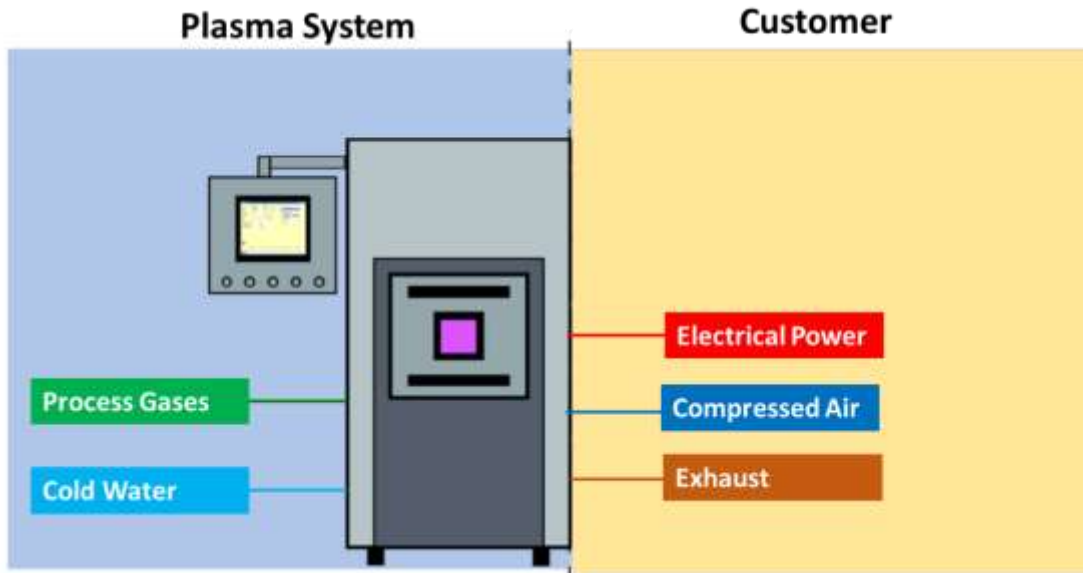 Plasma System
Customer
Electrical Power
Process Gases
Compressed Air
Cold Water
Exhaust